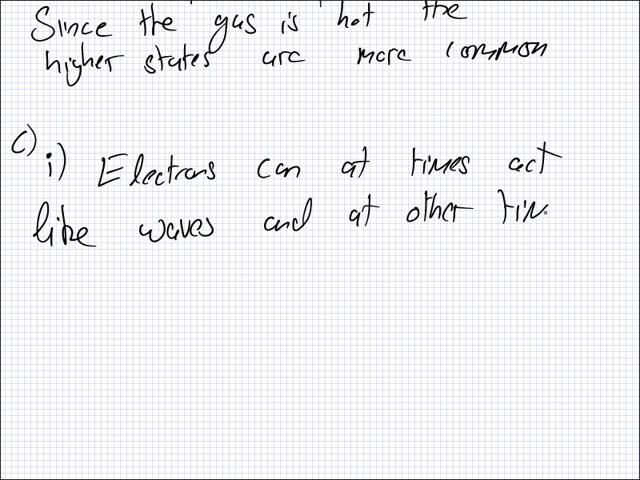 Since the gas is hot the
higher states are more common
c) i) Electrons can at times act
like waves and at other tim